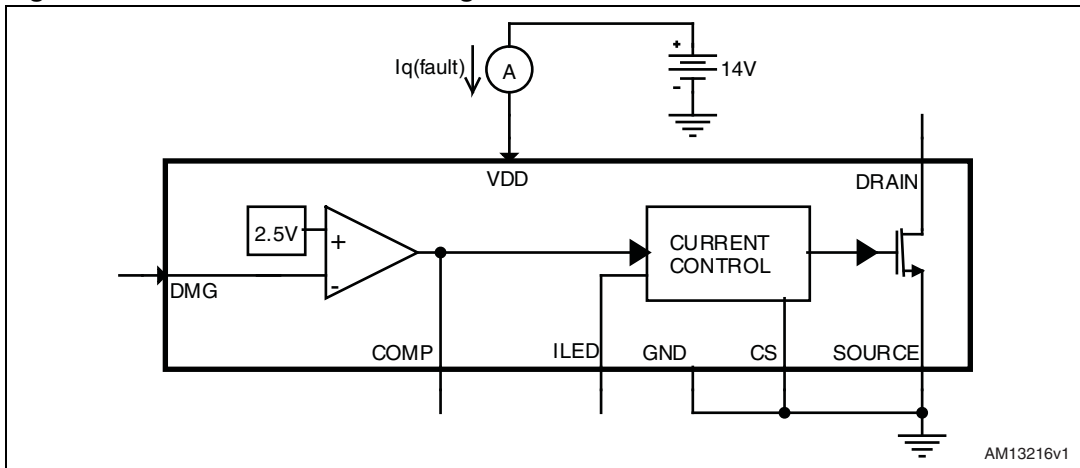 Iq(fault)
A
+
-
14V
VDD
DRAIN
2.5V
+
-
CURRENT
CONTROL
DMG
COMP
ILED
GND
CS
SOURCE
AM13216v1